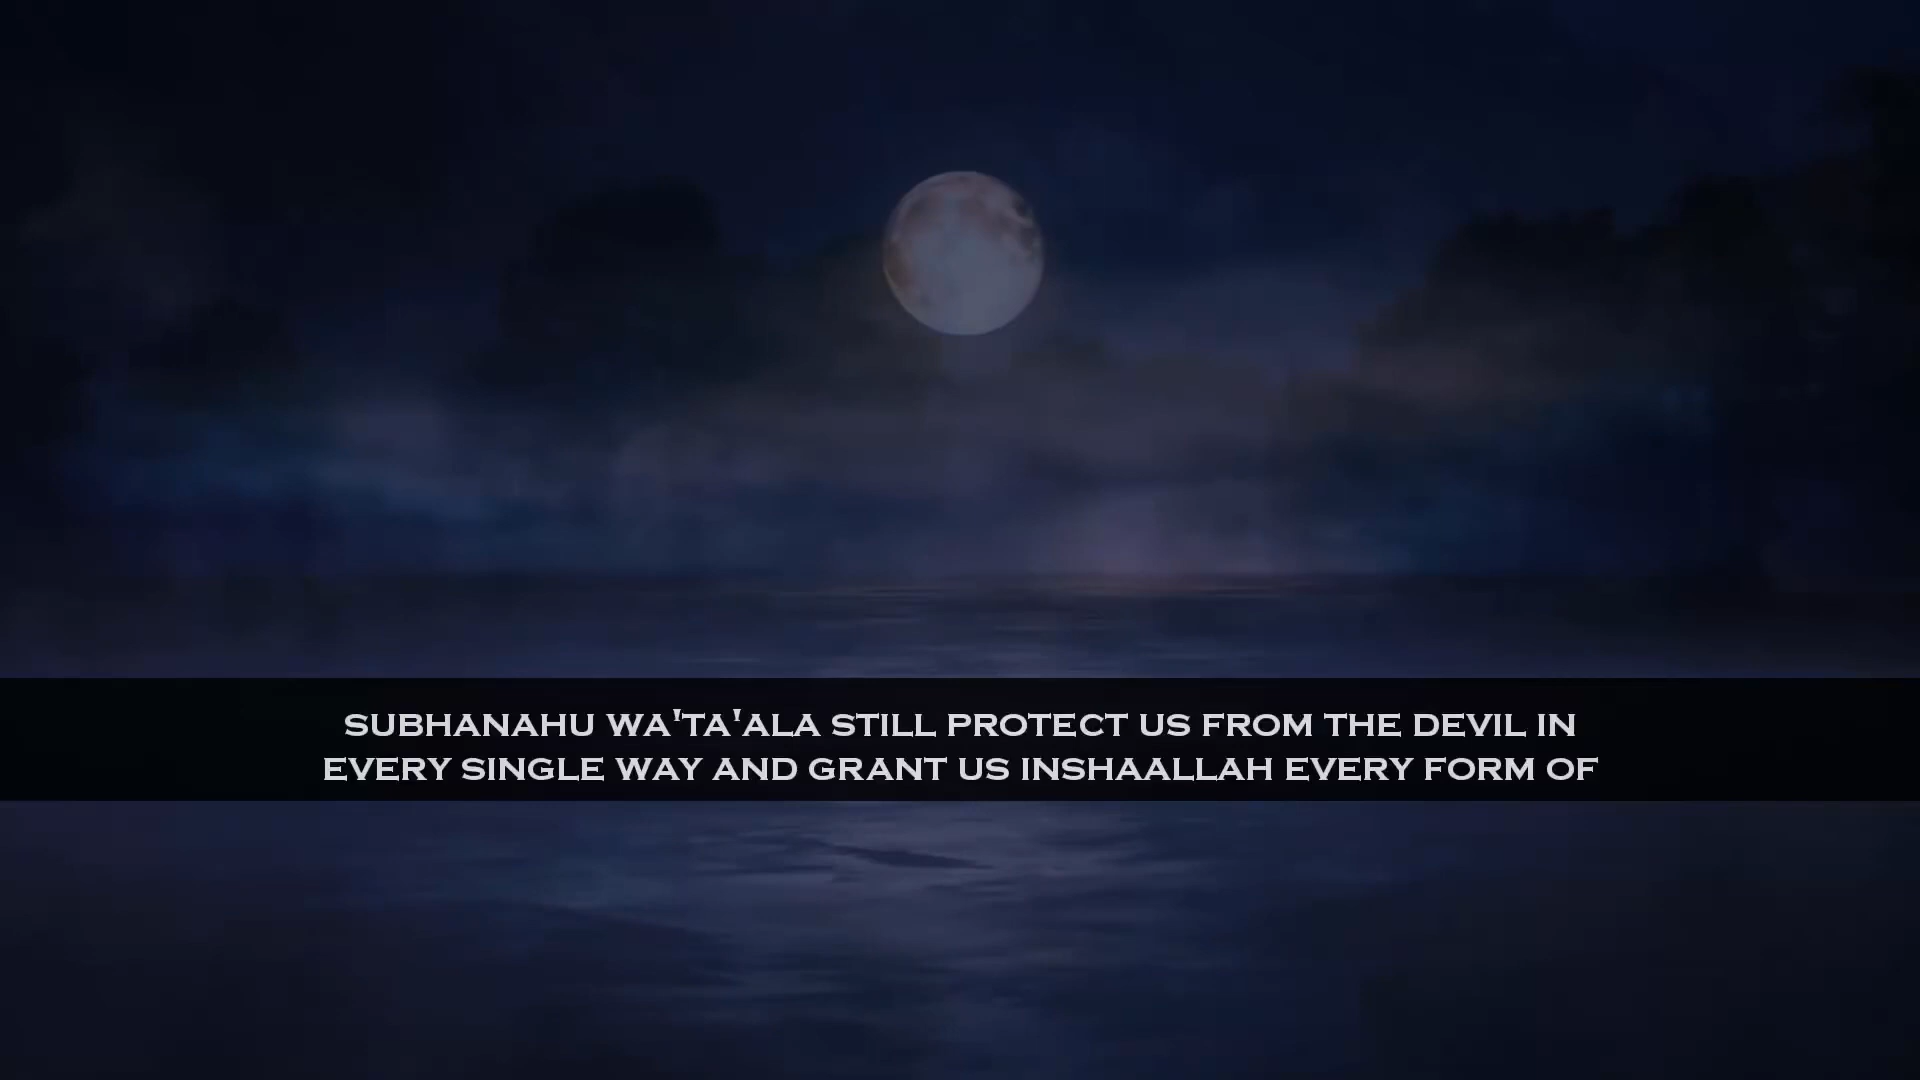 SUBHANAHU WA'TA'ALA STILL PROTECT US FROM THE DEVIL IN
EVERY SINGLE WAY AND GRANT US INSHAALLAH EVERY FORM OF